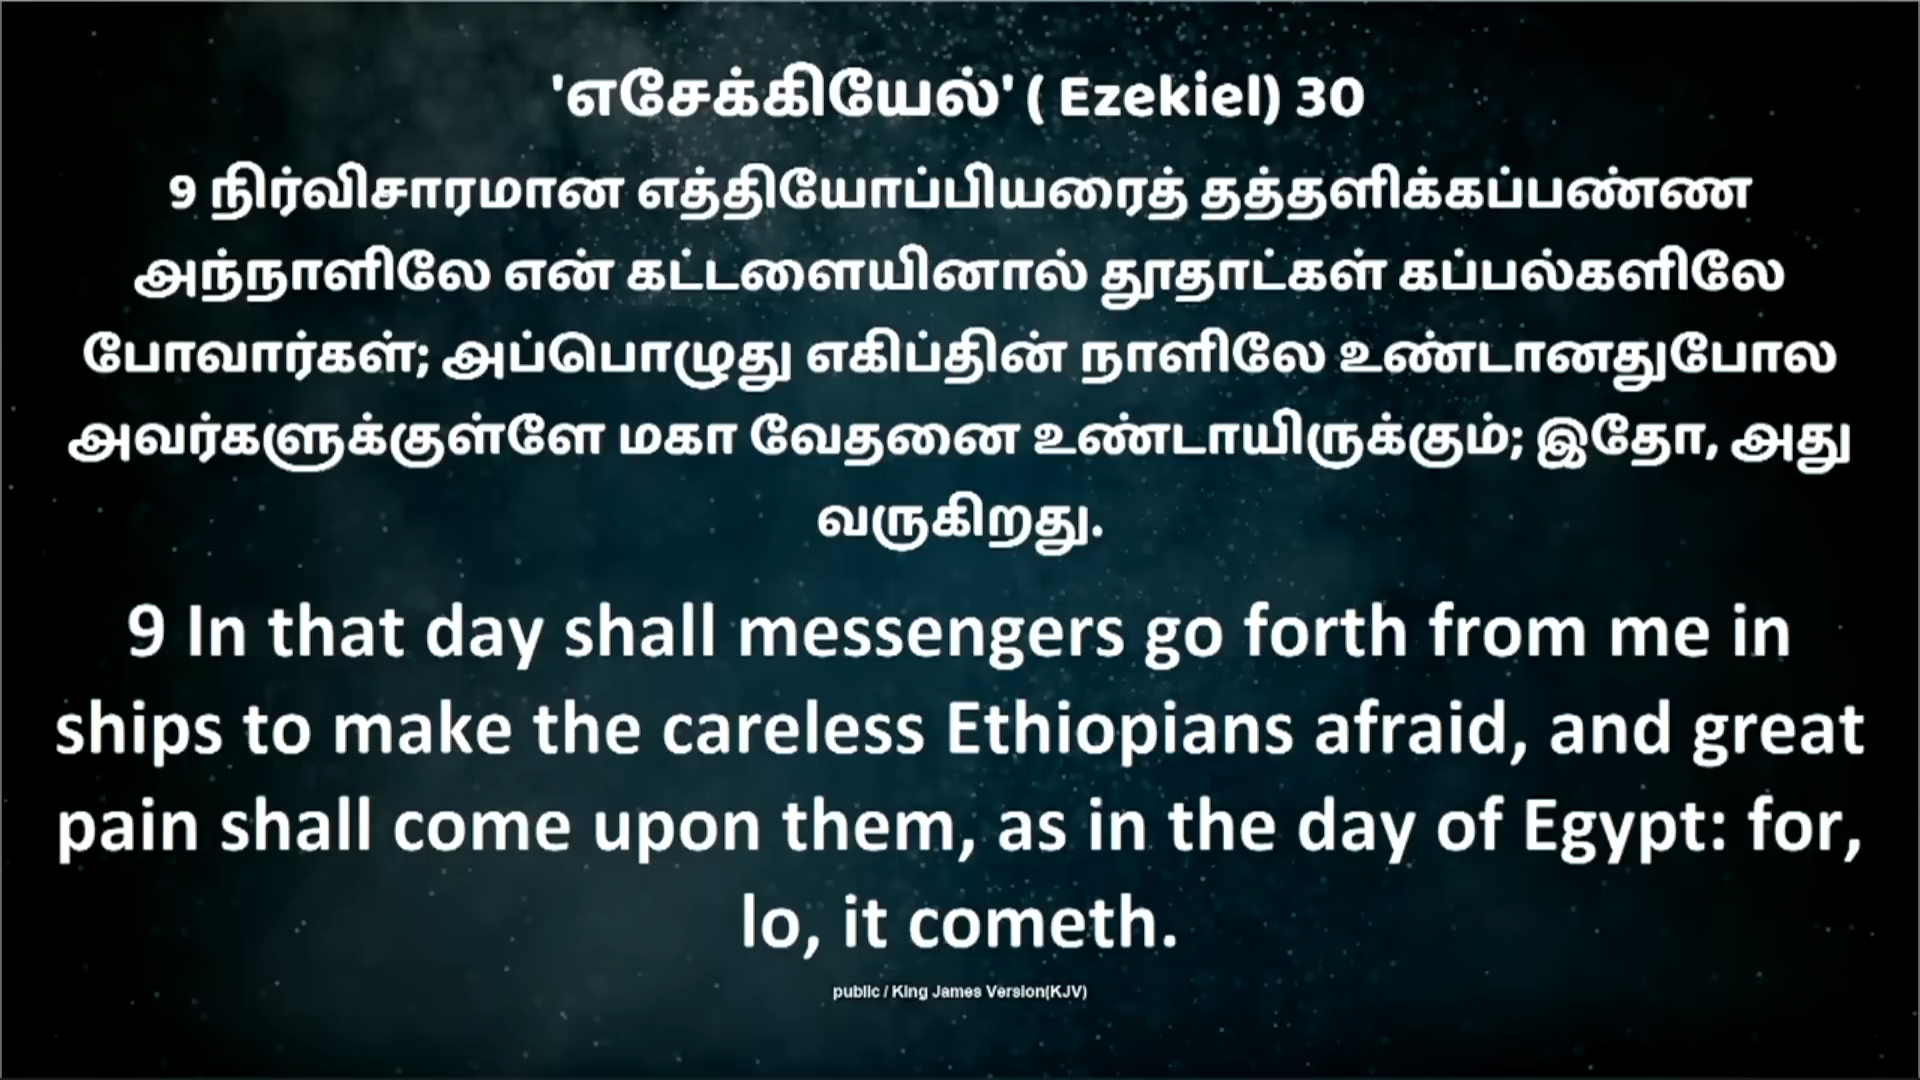 'எசேக்கியேல்' ( Ezekiel) 30
9 நிர்விசாரமான எத்தியோப்பியரைத் தத்தளிக்கப்பண்ண
அந்நாளிலே என் கட்டளையினால் தூதாட்கள் கப்பல்களிலே
போவார்கள்; அப்பொழுது எகிப்தின் நாளிலே உண்டானதுபோல
அவர்களுக்குள்ளே மகா வேதனை உண்டாயிருக்கும்; இதோ, அது
வருகிறது.
9 In that day shall messengers go forth from me in
ships to make the careless Ethiopians afraid, and great
pain shall come upon them, as in the day of Egypt: for,
lo, it cometh.
public / King James Version(KJV)